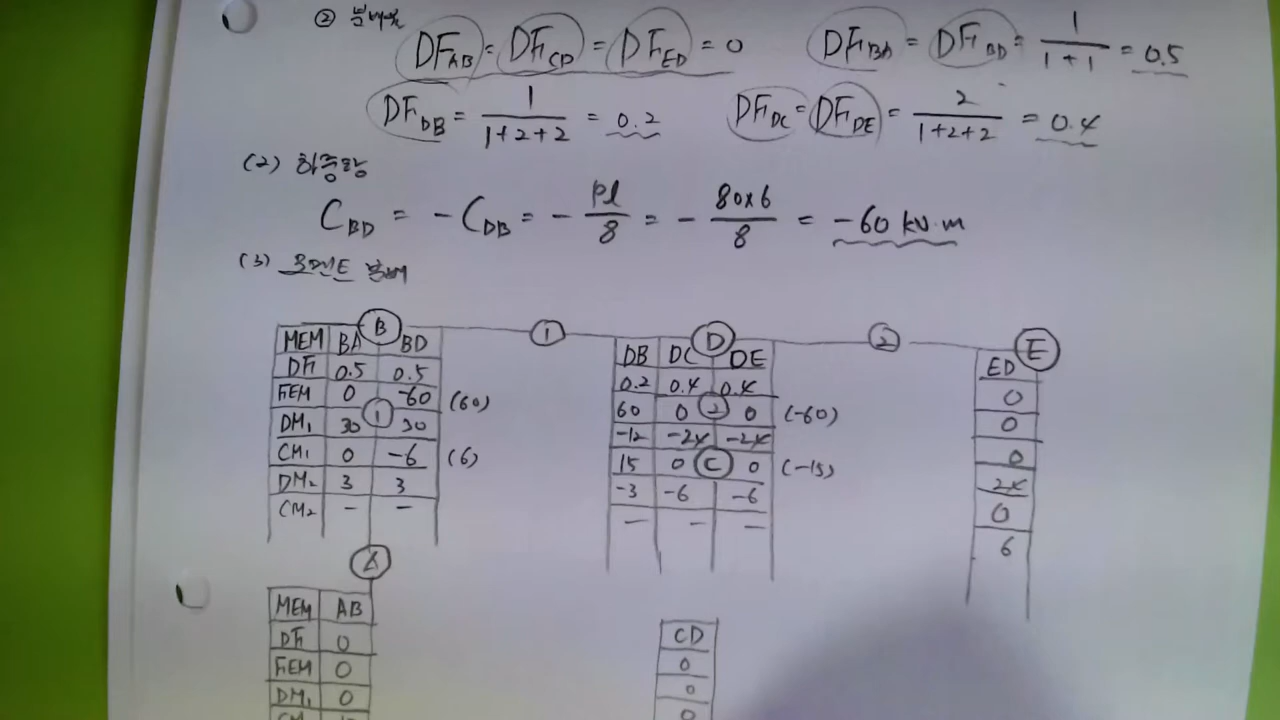 ② 분배율
DF_AB = DF_CD = DF_ED = 0 DF_BA = DF_BD = 1/(1+1) = 0.5
DF_DB = 1/(1+2+2) = 0.2 DF_DC = DF_DE = 2/(1+2+2) = 0.4
(2) 하중항
C_BD = - C_DB = - Pl/8 = - 80×6/8 = -60 kN·m
(3) 모멘트 분배
B ① D ② E
MEM BA BD
DF 0.5 0.5
FEM 0 -60 (60)
①
DM₁ 30 30
CM₁ 0 -6 (6)
DM₂ 3 3
CM₂ - -
DB DC DE
0.2 0.4 0.4
60 0 ② 0 (-60)
-12 -24 -24
15 0 C 0 (-15)
-3 -6 -6
- - -
ED
0
0
0
-24
0
6
A
MEM AB
DF 0
FEM 0
DM₁ 0
CD
0
0
0